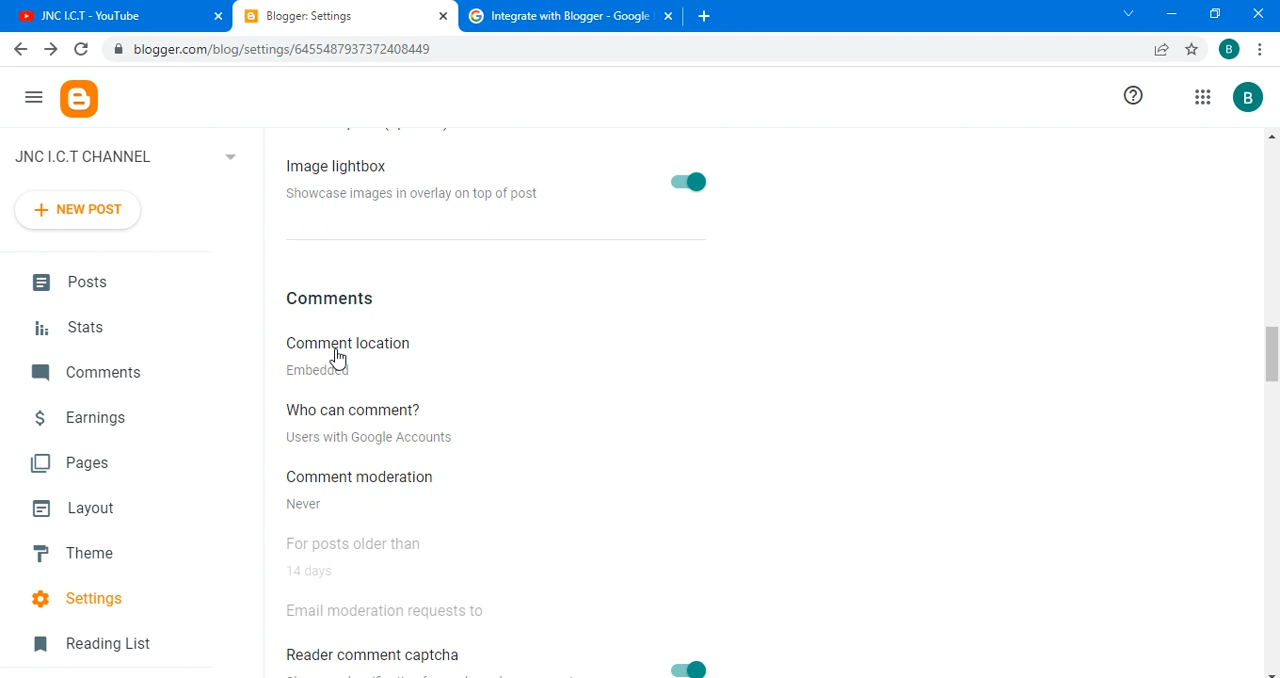 JNC I.C.T - YouTube
Blogger: Settings
Integrate with Blogger - Google
blogger.com/blog/settings/6455487937372408449
B
B
JNC I.C.T CHANNEL
+ NEW POST
Posts
Stats
Comments
Earnings
Pages
Layout
Theme
Settings
Reading List
Image lightbox
Showcase images in overlay on top of post
Comments
Comment location
Embedded
Who can comment?
Users with Google Accounts
Comment moderation
Never
For posts older than
14 days
Email moderation requests to
Reader comment captcha